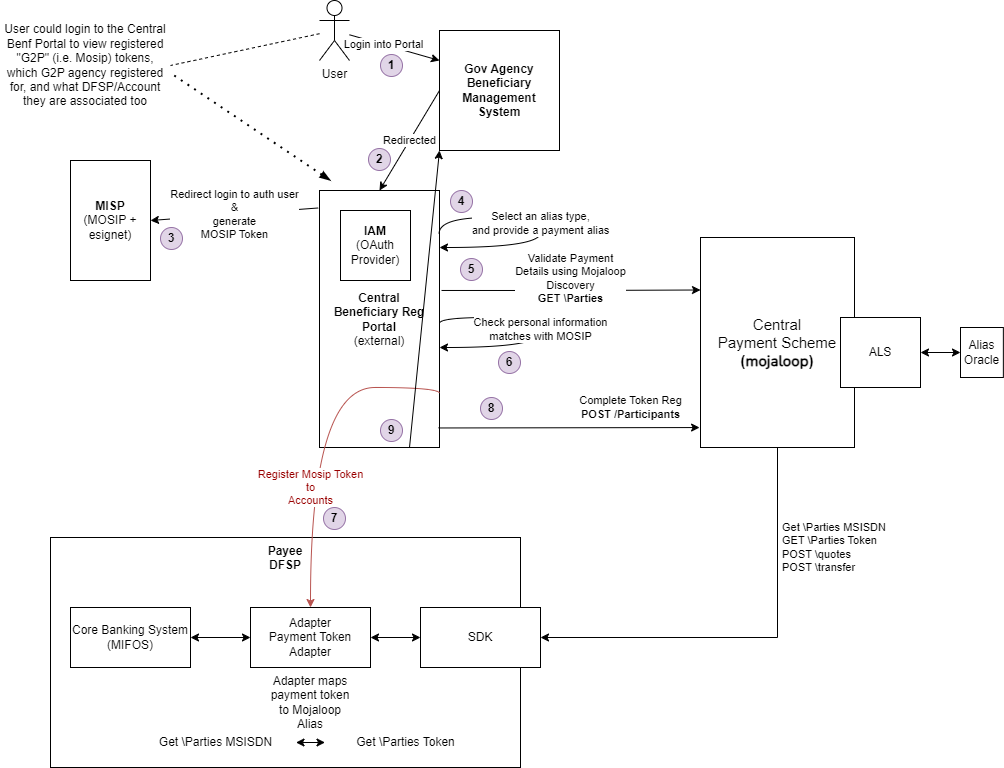 User could login to the Central
Benf Portal to view registered
"G2P" (i.e. Mosip) tokens,
which G2P agency registered
for, and what DFSP/Account
they are associated too
User
Login into Portal
1
Gov Agency
Beneficiary
Management
System
Redirected
2
MISP
(MOSIP +
esignet)
Redirect login to auth user
&
generate
MOSIP Token
3
IAM
(OAuth
Provider)
Central
Beneficiary Reg
Portal
(external)
4
Select an alias type,
and provide a payment alias
5
Validate Payment
Details using Mojaloop
Discovery
GET \Parties
Check personal information
matches with MOSIP
6
Central
Payment Scheme
(mojaloop)
ALS
Alias
Oracle
8
Complete Token Reg
POST /Participants
9
Register Mosip Token
to
Accounts
7
Get \Parties MSISDN
GET \Parties Token
POST \quotes
POST \transfer
Payee
DFSP
Core Banking System
(MIFOS)
Adapter
Payment Token
Adapter
SDK
Adapter maps
payment token
to Mojaloop
Alias
Get \Parties MSISDN
Get \Parties Token